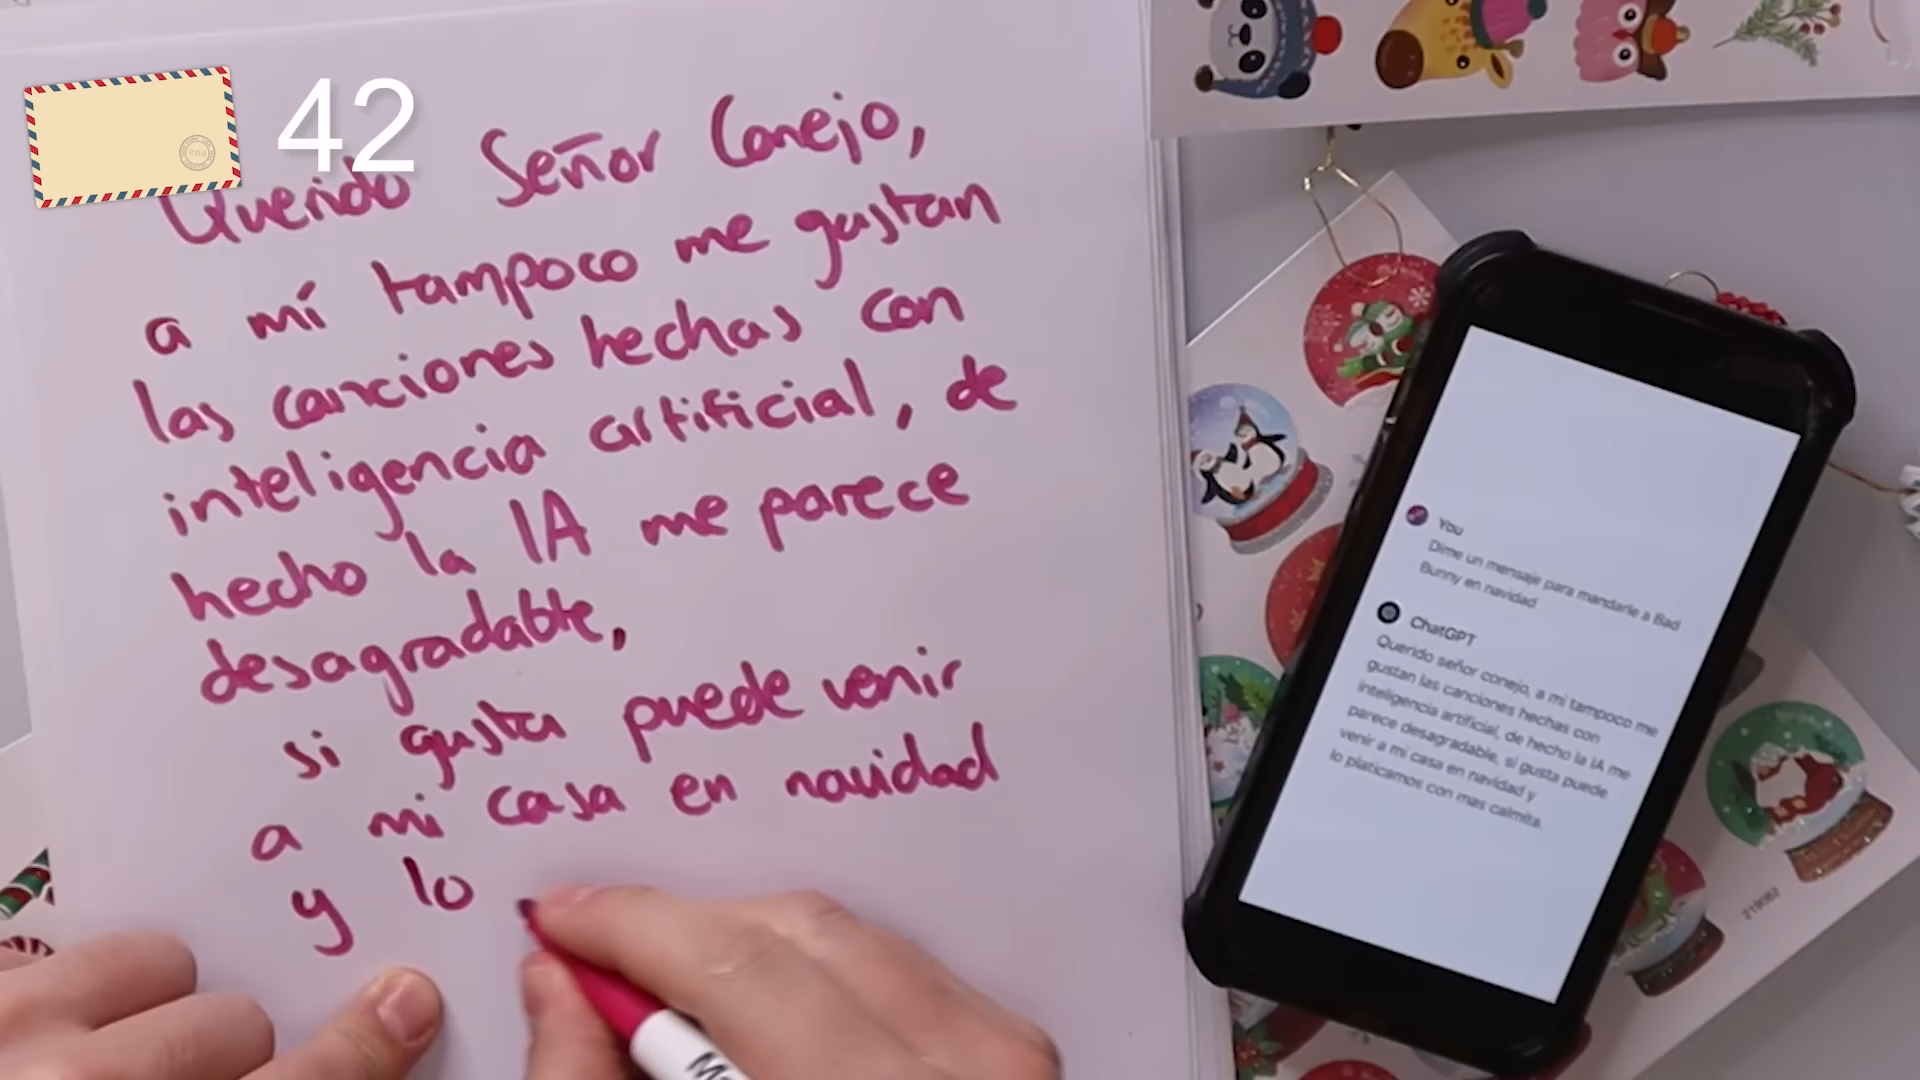 42
Querido Señor Conejo,
a mí tampoco me gustan
las canciones hechas con
inteligencia artificial, de
hecho la IA me parece
desagradable,
si gusta puede venir
a mi casa en navidad
y lo
You
Dime un mensaje para mandarle a Bad
Bunny en navidad
ChatGPT
Querido señor conejo, a mi tampoco me
gustan las canciones hechas con
inteligencia artificial, de hecho la IA me
parece desagradable, si gusta puede
venir a mi casa en navidad y
lo platicamos con mas calmita.
219082